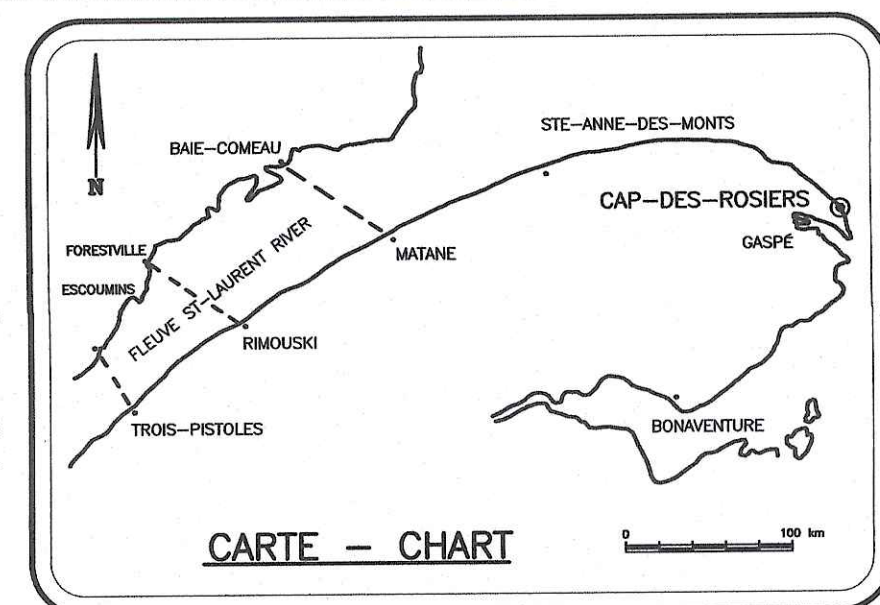 STE-ANNE-DES-MONTS
BAIE-COMEAU
N
CAP-DES-ROSIERS
GASPÉ
FORESTVILLE
MATANE
ESCOUMINS
FLEUVE ST-LAURENT RIVER
RIMOUSKI
TROIS-PISTOLES
BONAVENTURE
CARTE - CHART
0 100 km